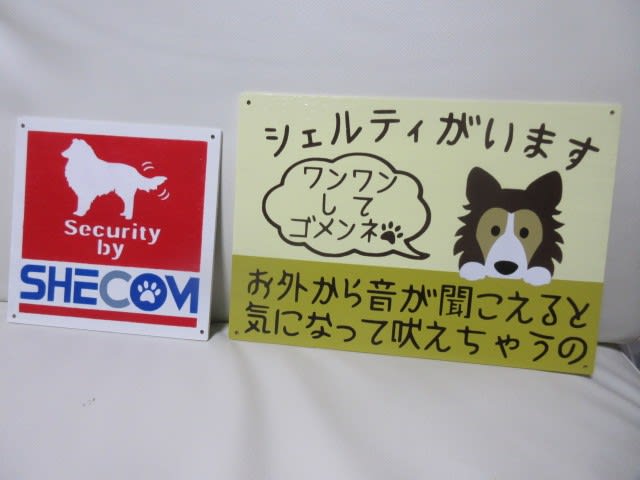 Security
by
SHECOM
シェルティがいます
ワンワン
して
ゴメンネ
お外から音が聞こえると
気になって吠えちゃうの